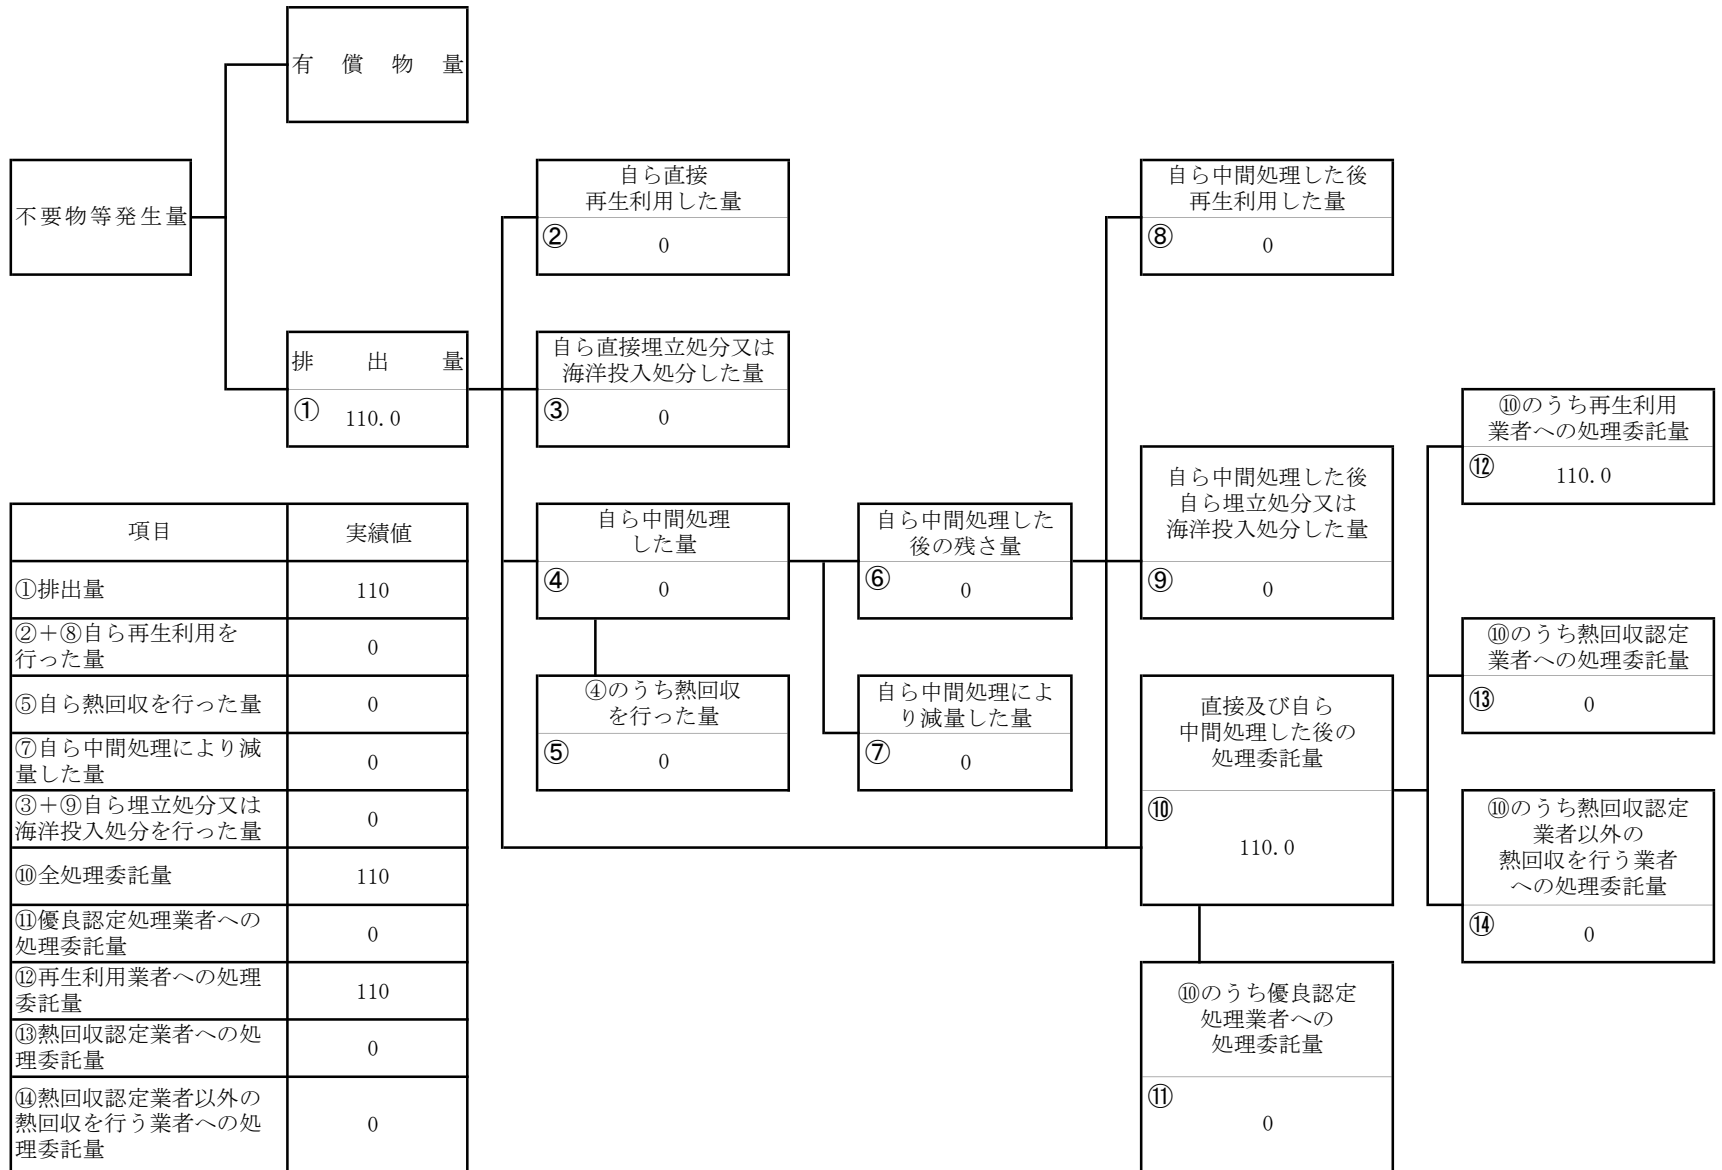 有償物量
不要物等発生量
排出量
① 110.0
自ら直接
再生利用した量
② 0
自ら直接埋立処分又は
海洋投入処分した量
③ 0
自ら中間処理
した量
④ 0
④のうち熱回収
を行った量
⑤ 0
自ら中間処理した
後の残さ量
⑥ 0
自ら中間処理によ
り減量した量
⑦ 0
自ら中間処理した後
再生利用した量
⑧ 0
自ら中間処理した後
自ら埋立処分又は
海洋投入処分した量
⑨ 0
直接及び自ら
中間処理した後の
処理委託量
⑩
110.0
⑩のうち優良認定
処理業者への
処理委託量
⑪
0
⑩のうち再生利用
業者への処理委託量
⑫ 110.0
⑩のうち熱回収認定
業者への処理委託量
⑬ 0
⑩のうち熱回収認定
業者以外の
熱回収を行う業者
への処理委託量
⑭ 0
項目 実績値
①排出量 110
②+⑧自ら再生利用を
行った量 0
⑤自ら熱回収を行った量 0
⑦自ら中間処理により減
量した量 0
③+⑨自ら埋立処分又は
海洋投入処分を行った量 0
⑩全処理委託量 110
⑪優良認定処理業者への
処理委託量 0
⑫再生利用業者への処理
委託量 110
⑬熱回収認定業者への処
理委託量 0
⑭熱回収認定業者以外の
熱回収を行う業者への処
理委託量 0